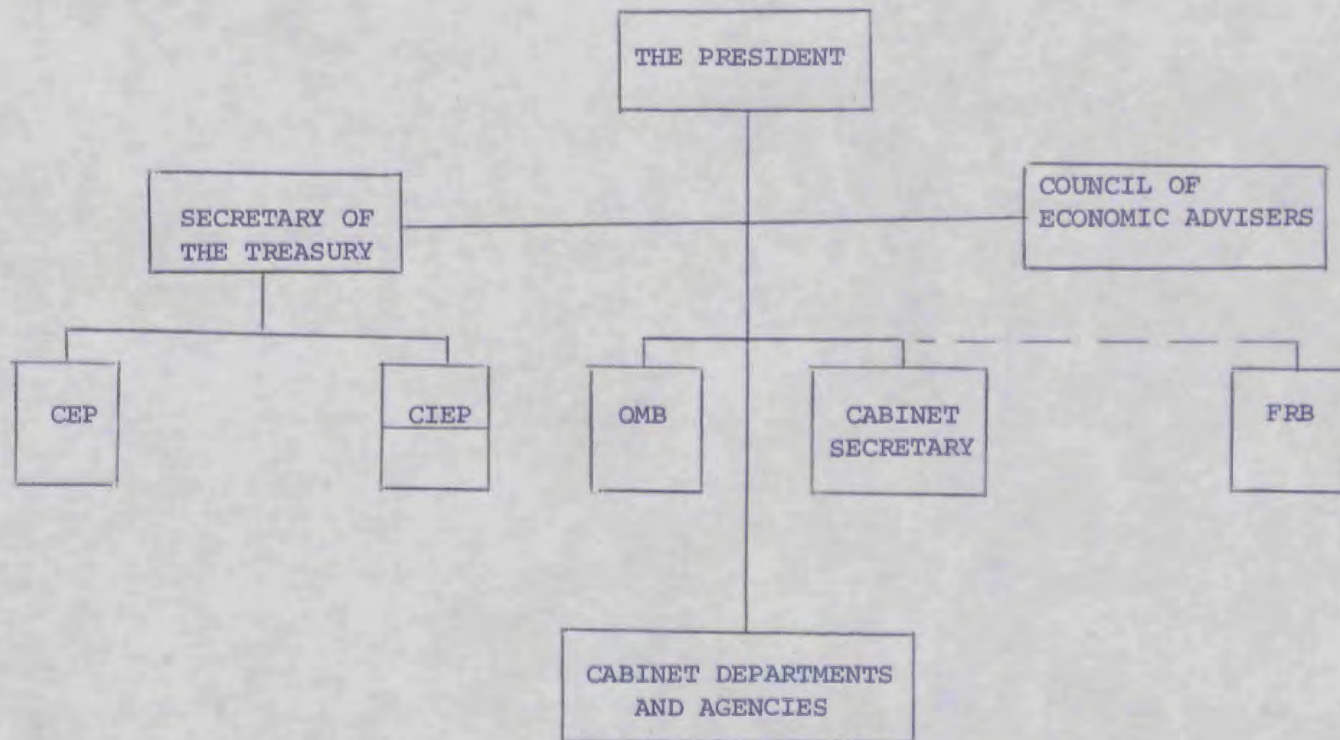 THE PRESIDENT
SECRETARY OF
THE TREASURY
COUNCIL OF
ECONOMIC ADVISERS
CEP
CIEP
OMB
CABINET
SECRETARY
FRB
CABINET DEPARTMENTS
AND AGENCIES